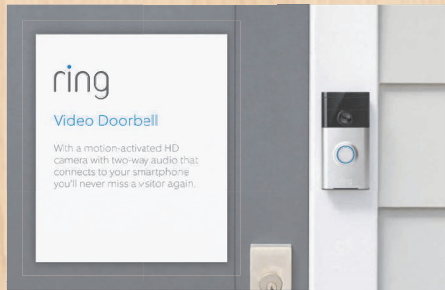 ring
Video Doorbell
With a motion-activated HD
camera with two-way audio that
connects to your smartphone
you'll never miss a visitor again.